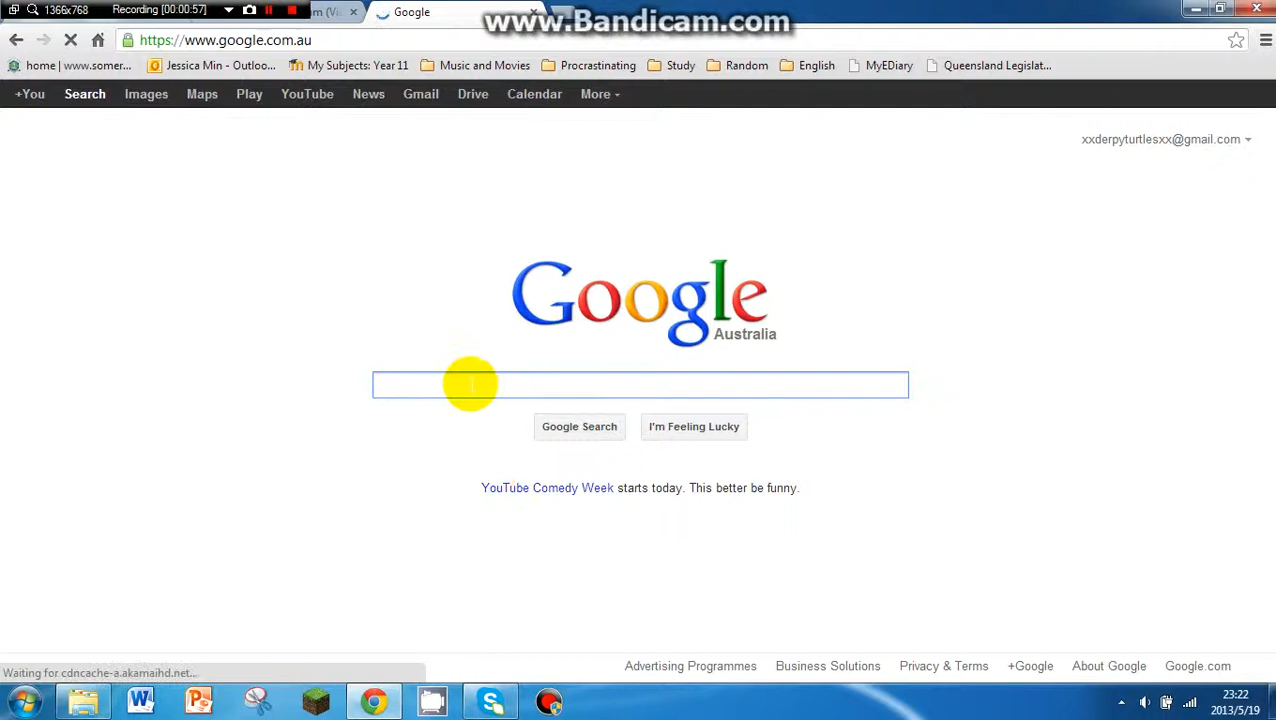 1366x768 Recording [00:00:57]
m (Vi Google
www.Bandicam.com
https://www.google.com.au
home | www.somer... Jessica Min - Outloo... My Subjects: Year 11 Music and Movies Procrastinating Study Random English MyEDiary Queensland Legislat...
+You Search Images Maps Play YouTube News Gmail Drive Calendar More
xxderpyturtlesxx@gmail.com
Google
Australia
Google Search I'm Feeling Lucky
YouTube Comedy Week starts today. This better be funny.
Advertising Programmes Business Solutions Privacy & Terms +Google About Google Google.com
Waiting for cdncache-a.akamaihd.net...
23:22
2013/5/19